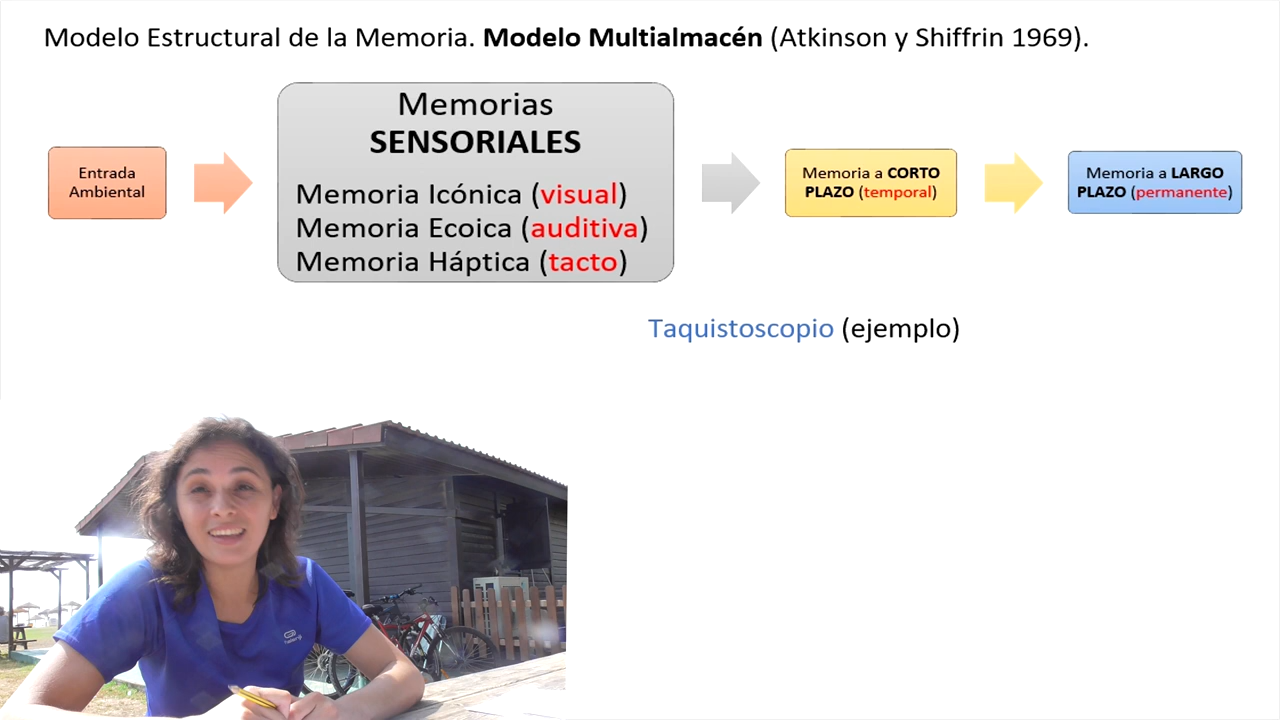 Modelo Estructural de la Memoria. Modelo Multialmacén (Atkinson y Shiffrin 1969).
Entrada
Ambiental
Memorias
SENSORIALES
Memoria Icónica (visual)
Memoria Ecoica (auditiva)
Memoria Háptica (tacto)
Memoria a CORTO
PLAZO (temporal)
Memoria a LARGO
PLAZO (permanente)
Taquistoscopio (ejemplo)